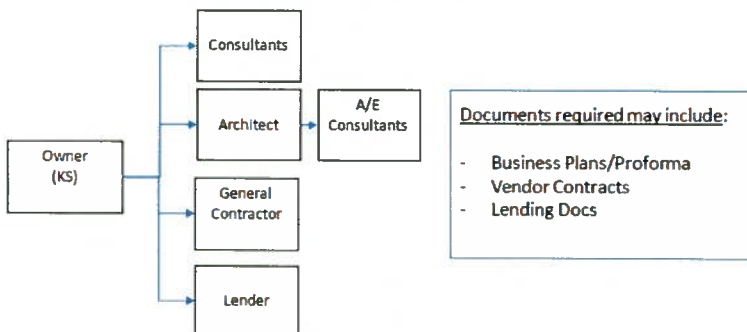 Consultants
Architect
A/E
Consultants
Owner
(KS)
General
Contractor
Lender
Documents required may include:
- Business Plans/Proforma
- Vendor Contracts
- Lending Docs